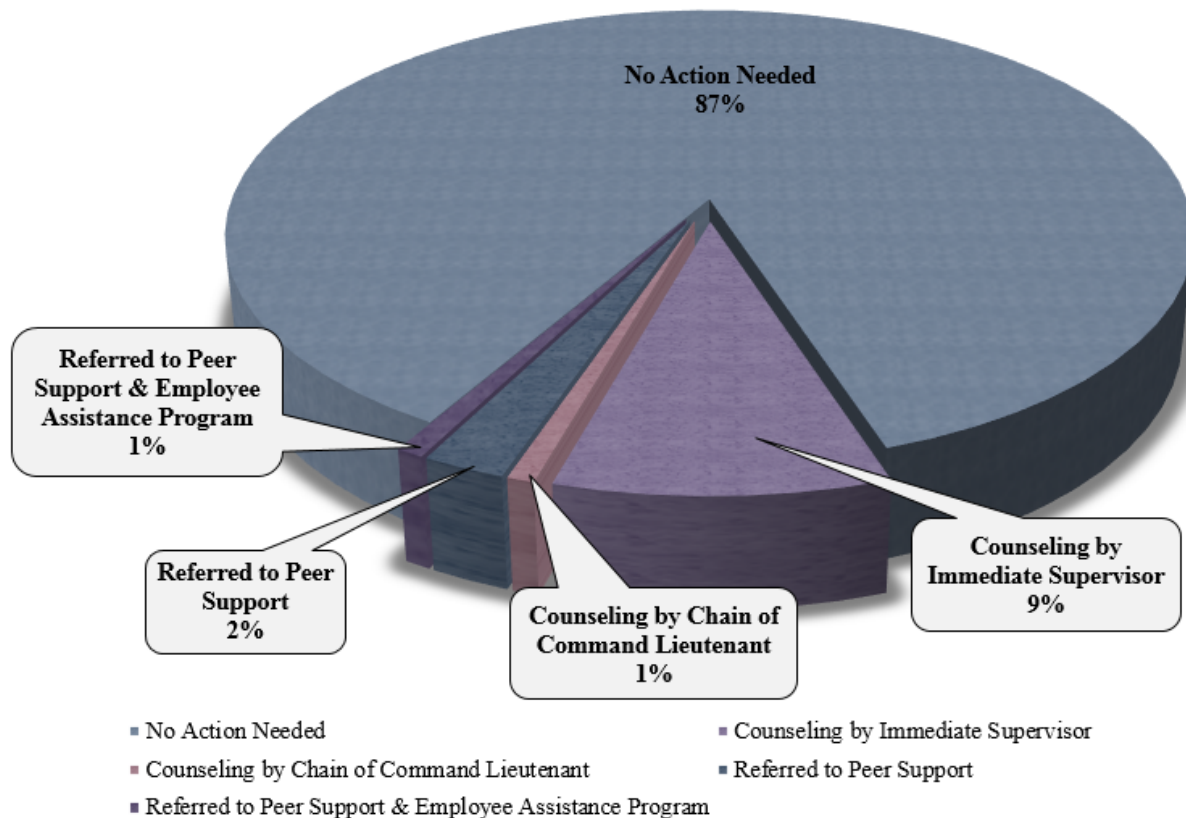 No Action Needed
87%
Referred to Peer
Support & Employee
Assistance Program
1%
Referred to Peer
Support
2%
Counseling by Chain of
Command Lieutenant
1%
Counseling by
Immediate Supervisor
9%
No Action Needed
Counseling by Immediate Supervisor
Counseling by Chain of Command Lieutenant
Referred to Peer Support
Referred to Peer Support & Employee Assistance Program